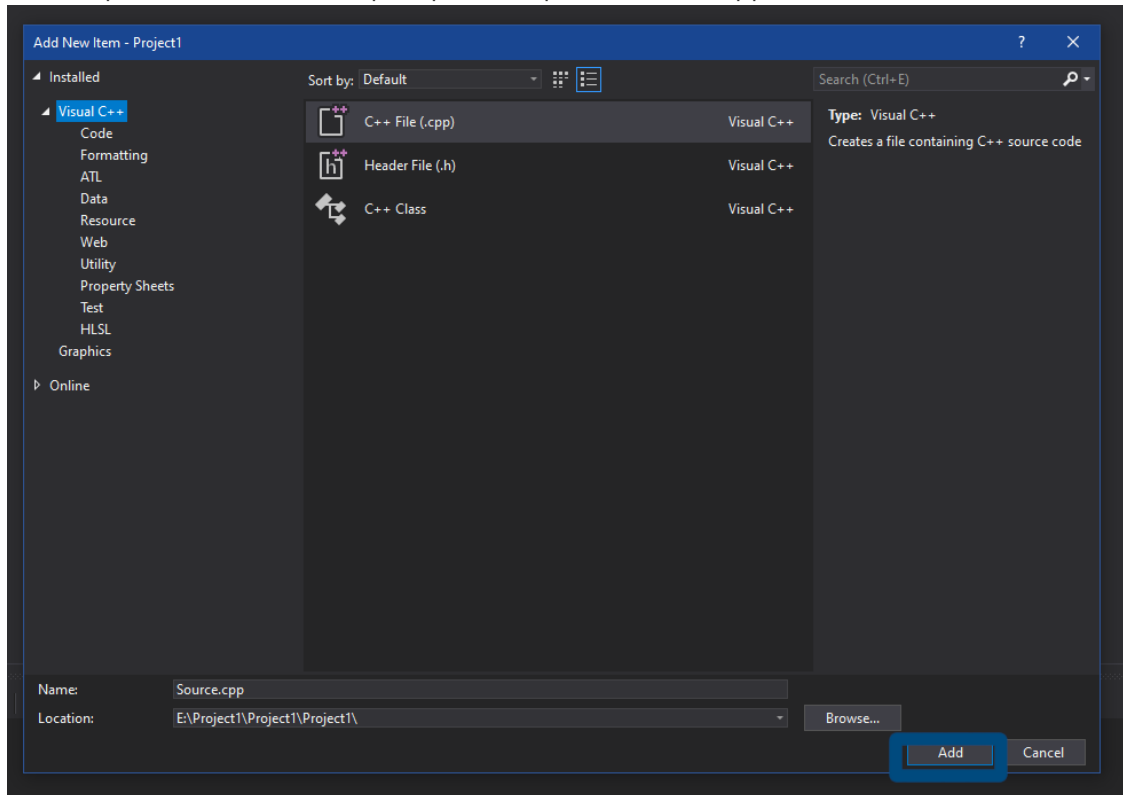 Add New Item - Project1
? ×
Installed
Sort by: Default
Search (Ctrl+E)
Visual C++
Code
Formatting
ATL
Data
Resource
Web
Utility
Property Sheets
Test
HLSL
Graphics
Online
C++ File (.cpp) Visual C++
Header File (.h) Visual C++
C++ Class Visual C++
Type: Visual C++
Creates a file containing C++ source code
Name: Source.cpp
Location: E:\Project1\Project1\Project1\
Browse...
Add Cancel